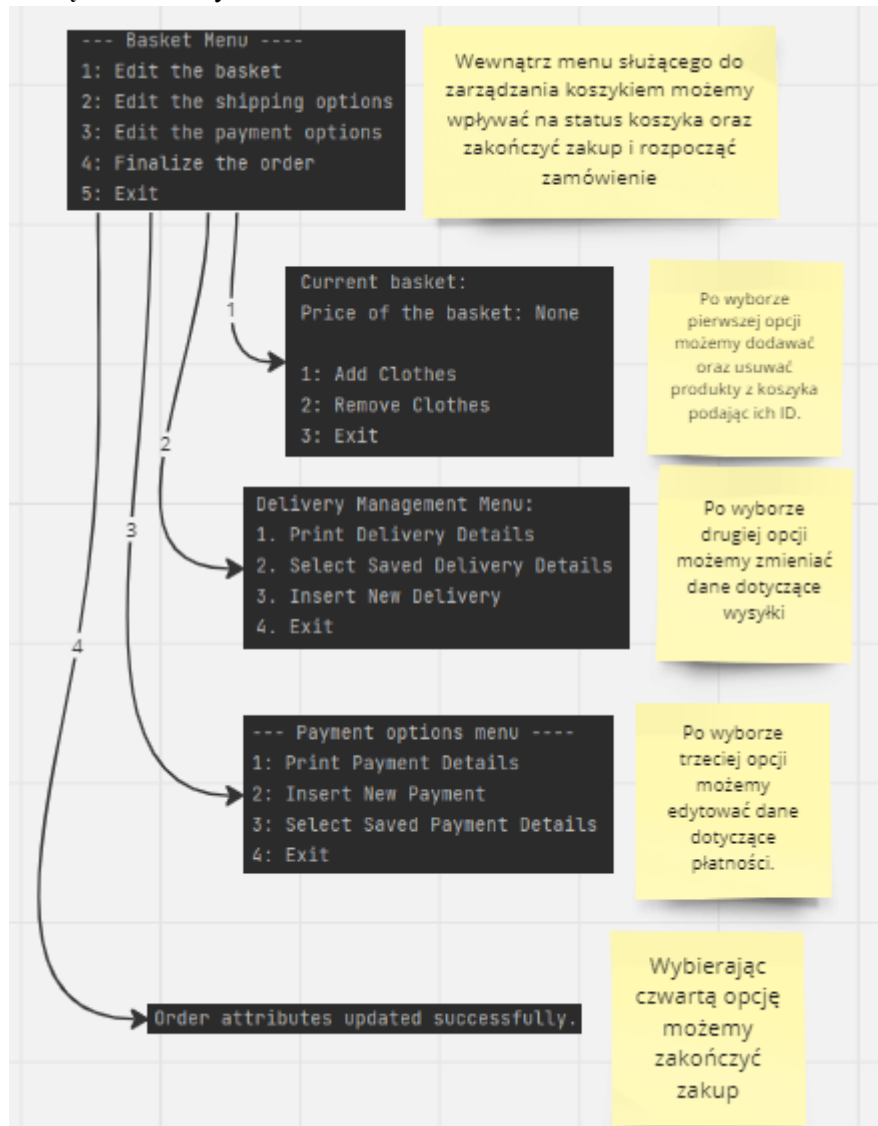 --- Basket Menu ----
1: Edit the basket
2: Edit the shipping options
3: Edit the payment options
4: Finalize the order
5: Exit
Wewnątrz menu służącego do
zarządzania koszykiem możemy
wpływać na status koszyka oraz
zakończyć zakup i rozpocząć
zamówienie
1
Current basket:
Price of the basket: None
1: Add Clothes
2: Remove Clothes
3: Exit
Po wyborze
pierwszej opcji
możemy dodawać
oraz usuwać
produkty z koszyka
podając ich ID.
2
Delivery Management Menu:
1. Print Delivery Details
2. Select Saved Delivery Details
3. Insert New Delivery
4. Exit
Po wyborze
drugiej opcji
możemy zmieniać
dane dotyczące
wysyłki
3
--- Payment options menu ----
1: Print Payment Details
2: Insert New Payment
3: Select Saved Payment Details
4: Exit
Po wyborze
trzeciej opcji
możemy
edytować dane
dotyczące
płatności.
4
Order attributes updated successfully.
Wybierając
czwartą opcję
możemy
zakończyć
zakup